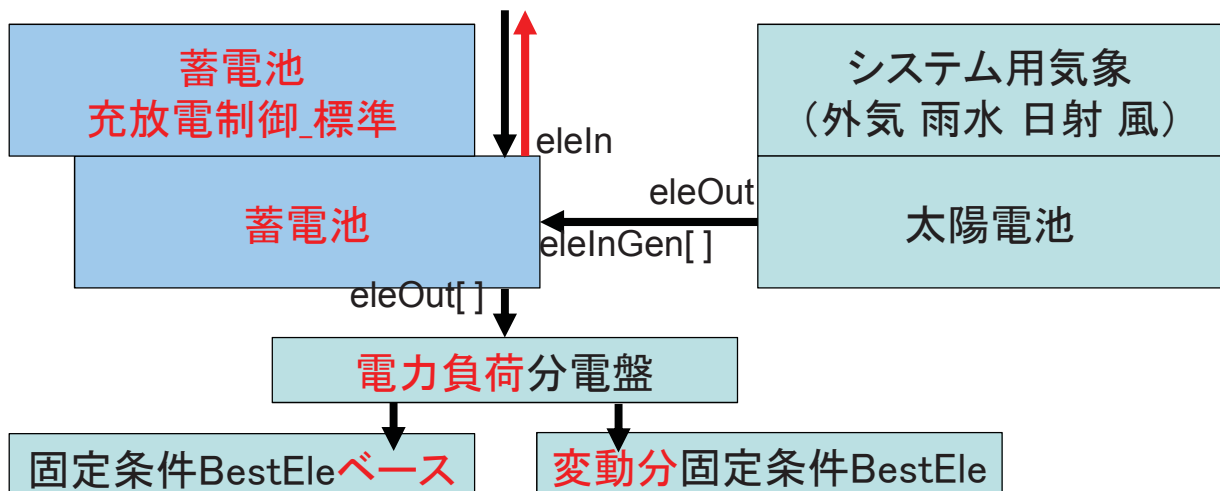 蓄電池
充放電制御_標準
eleIn
システム用気象
（外気 雨水 日射 風）
蓄電池
eleOut
eleInGen[ ]
太陽電池
eleOut[ ]
電力負荷分電盤
固定条件BestEleベース
変動分固定条件BestEle